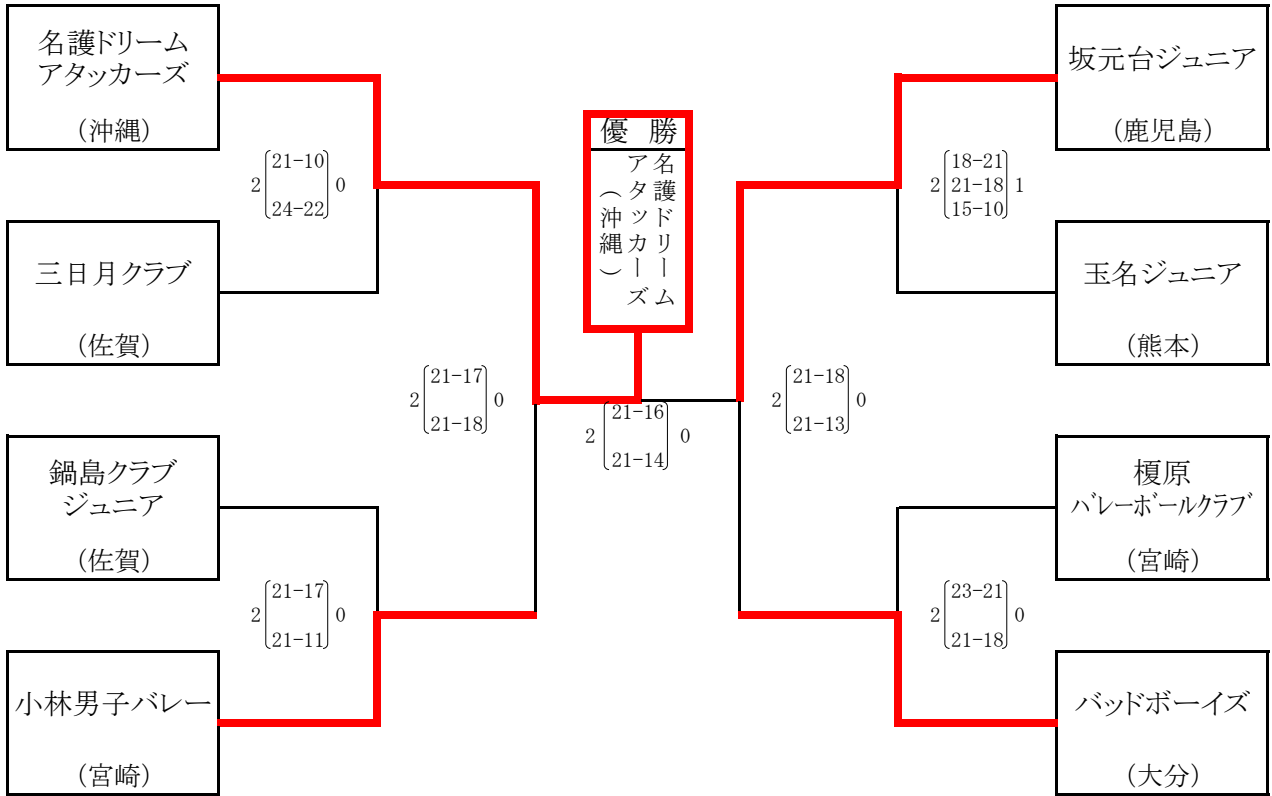 名護ドリーム
アタッカーズ
（沖縄）
三日月クラブ
（佐賀）
鍋島クラブ
ジュニア
（佐賀）
小林男子バレー
（宮崎）
2 21-10 0
24-22
2 21-17 0
21-11
2 21-17 0
21-18
優 勝
名護ドリーム
アタッカーズ
（沖縄）
2 21-16 0
21-14
2 21-18 0
21-13
2 18-21 1
21-18
15-10
2 23-21 0
21-18
坂元台ジュニア
（鹿児島）
玉名ジュニア
（熊本）
榎原
バレーボールクラブ
（宮崎）
バッドボーイズ
（大分）